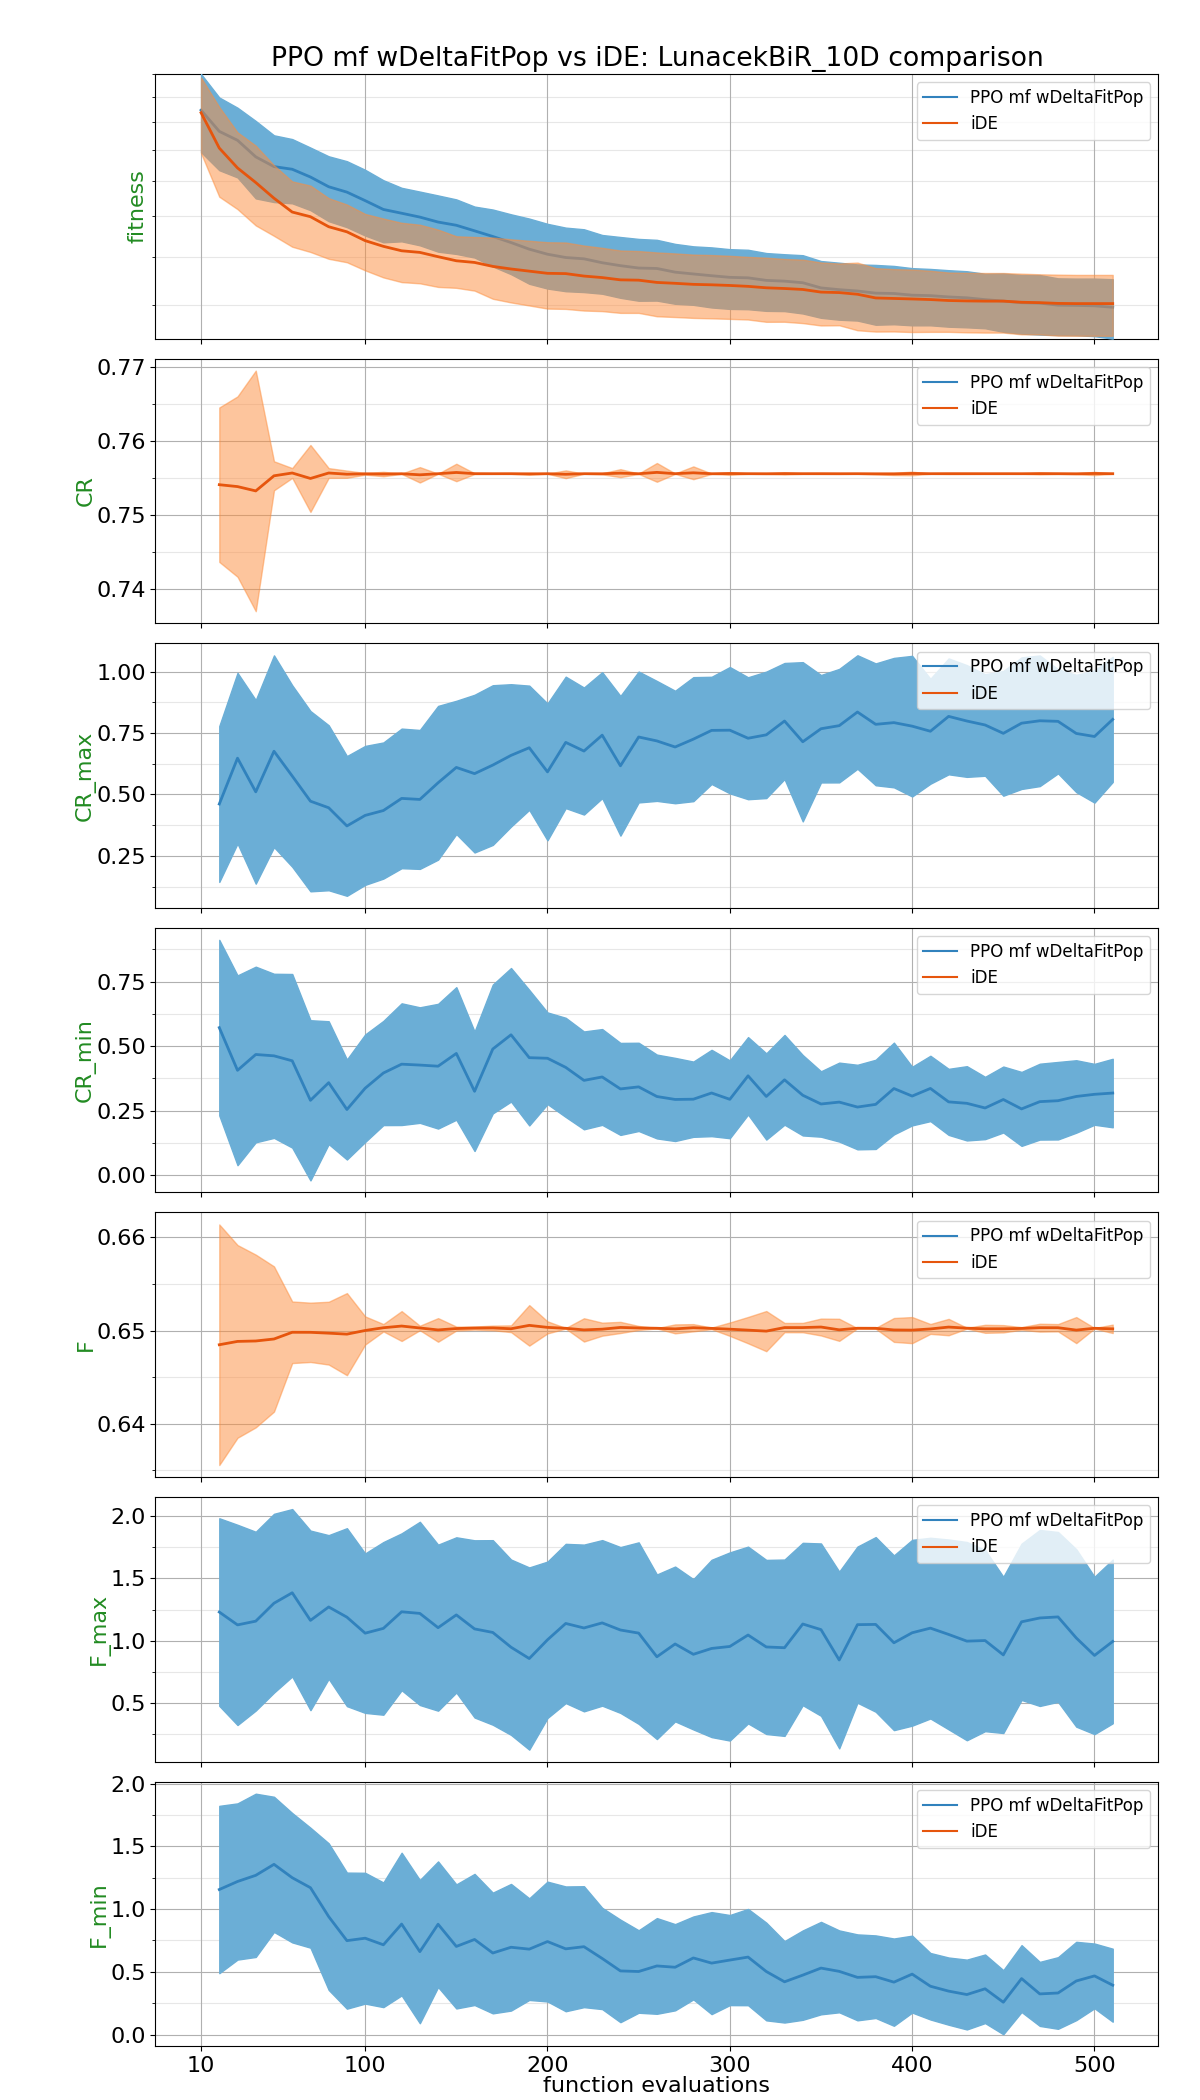 PPO mf wDeltaFitPop vs iDE: LunacekBiR_10D comparison
fitness
PPO mf wDeltaFitPop
iDE
CR
0.77
0.76
0.75
0.74
PPO mf wDeltaFitPop
iDE
CR_max
1.00
0.75
0.50
0.25
PPO mf wDeltaFitPop
iDE
CR_min
0.75
0.50
0.25
0.00
PPO mf wDeltaFitPop
iDE
F
0.66
0.65
0.64
PPO mf wDeltaFitPop
iDE
F_max
2.0
1.5
1.0
0.5
PPO mf wDeltaFitPop
iDE
F_min
2.0
1.5
1.0
0.5
0.0
PPO mf wDeltaFitPop
iDE
10 100 200 300 400 500
function evaluations